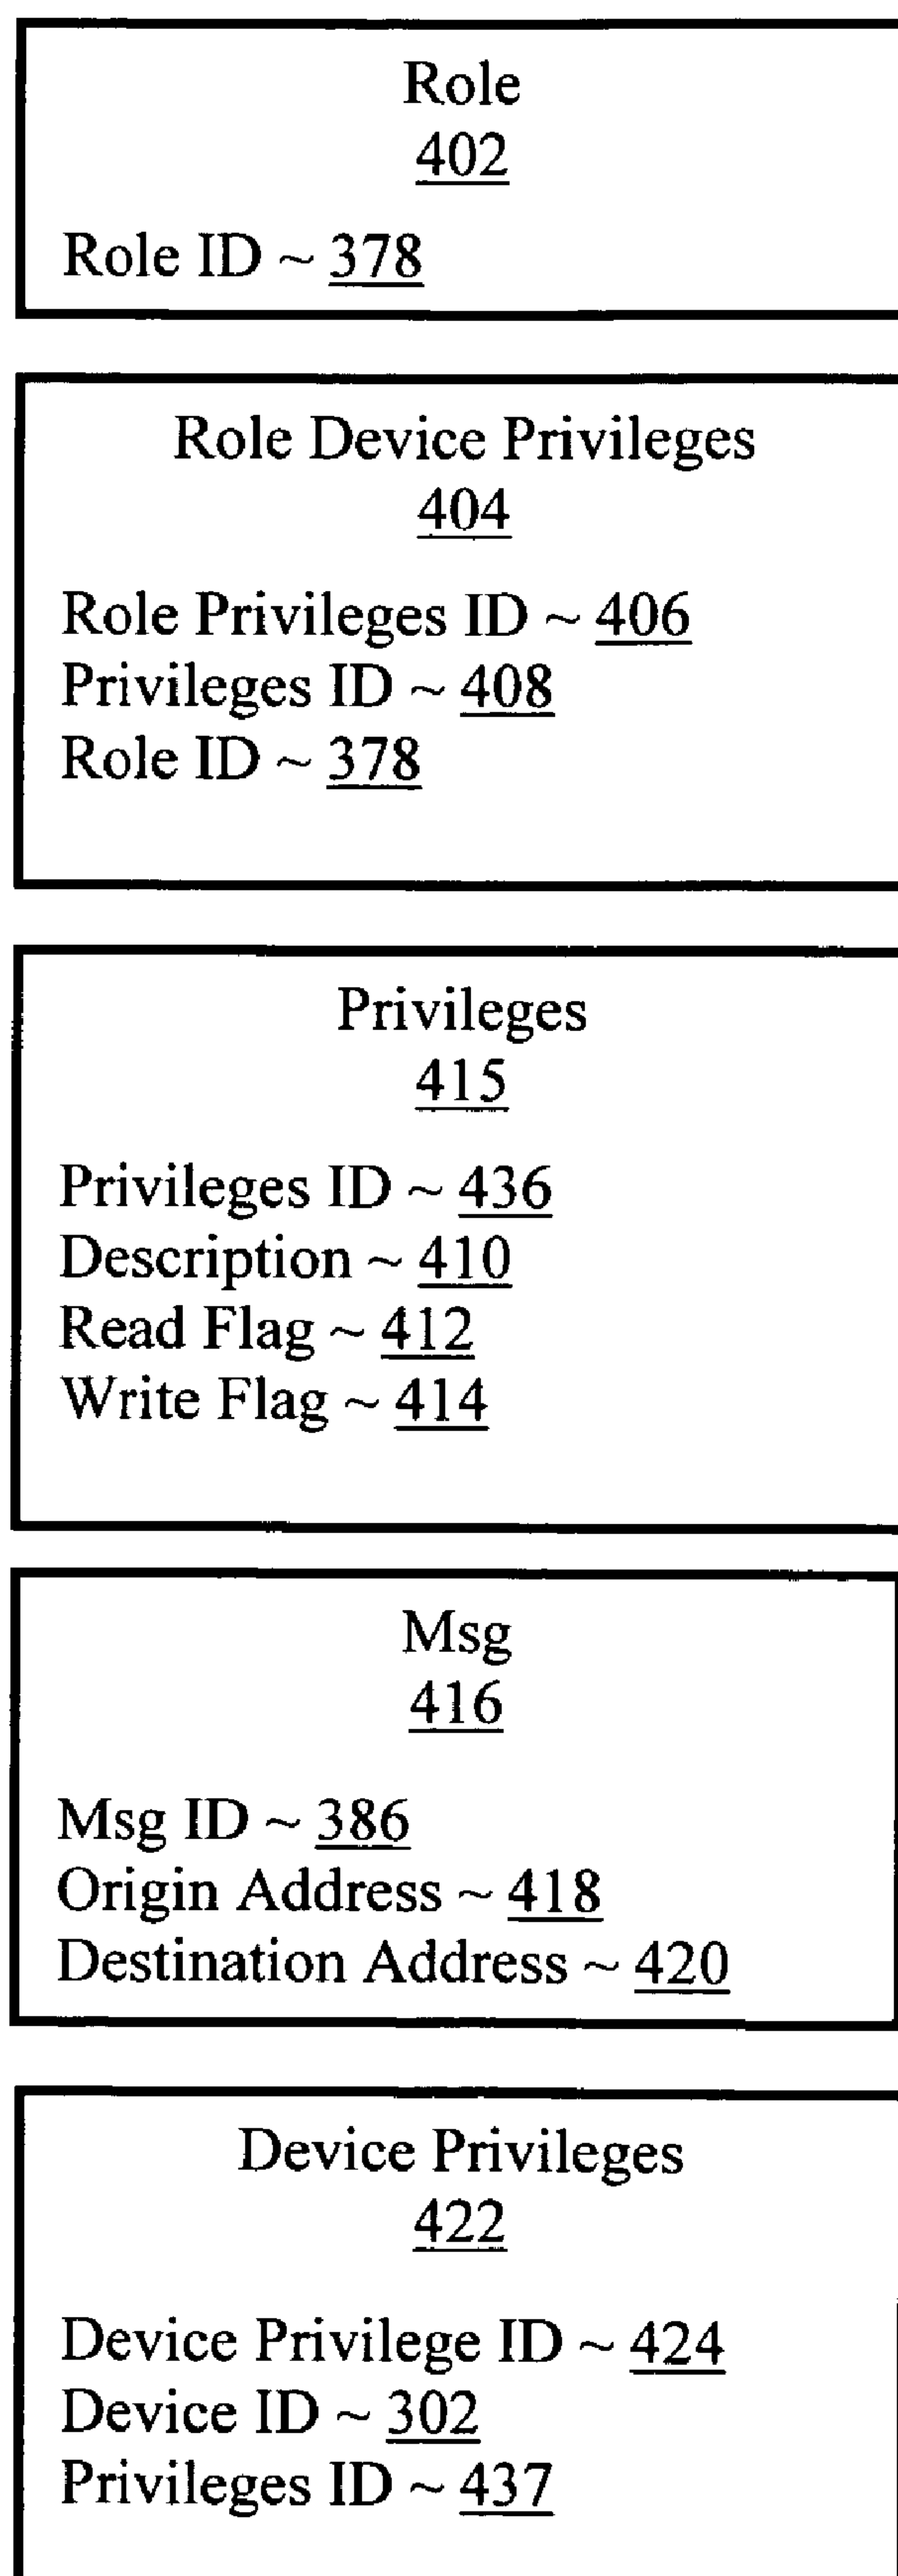 Role
402
Role ID ~ 378
Role Device Privileges
404
Role Privileges ID ~ 406
Privileges ID ~ 408
Role ID ~ 378
Privileges
415
Privileges ID ~ 436
Description ~ 410
Read Flag ~ 412
Write Flag ~ 414
Msg
416
Msg ID ~ 386
Origin Address ~ 418
Destination Address ~ 420
Device Privileges
422
Device Privilege ID ~ 424
Device ID ~ 302
Privileges ID ~ 437